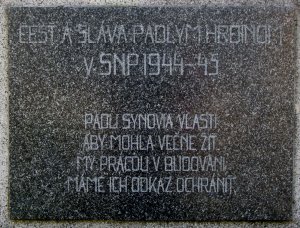 ČESŤ A SLÁVA PADLÝM HRDINOM
V SNP 1944-45
PADLI SYNOVIA VLASTI
ABY MOHLA VEČNE ŽIŤ.
MY PRÁCOU V BUDOVANÍ
MÁME ICH ODKAZ OCHRÁNIŤ.